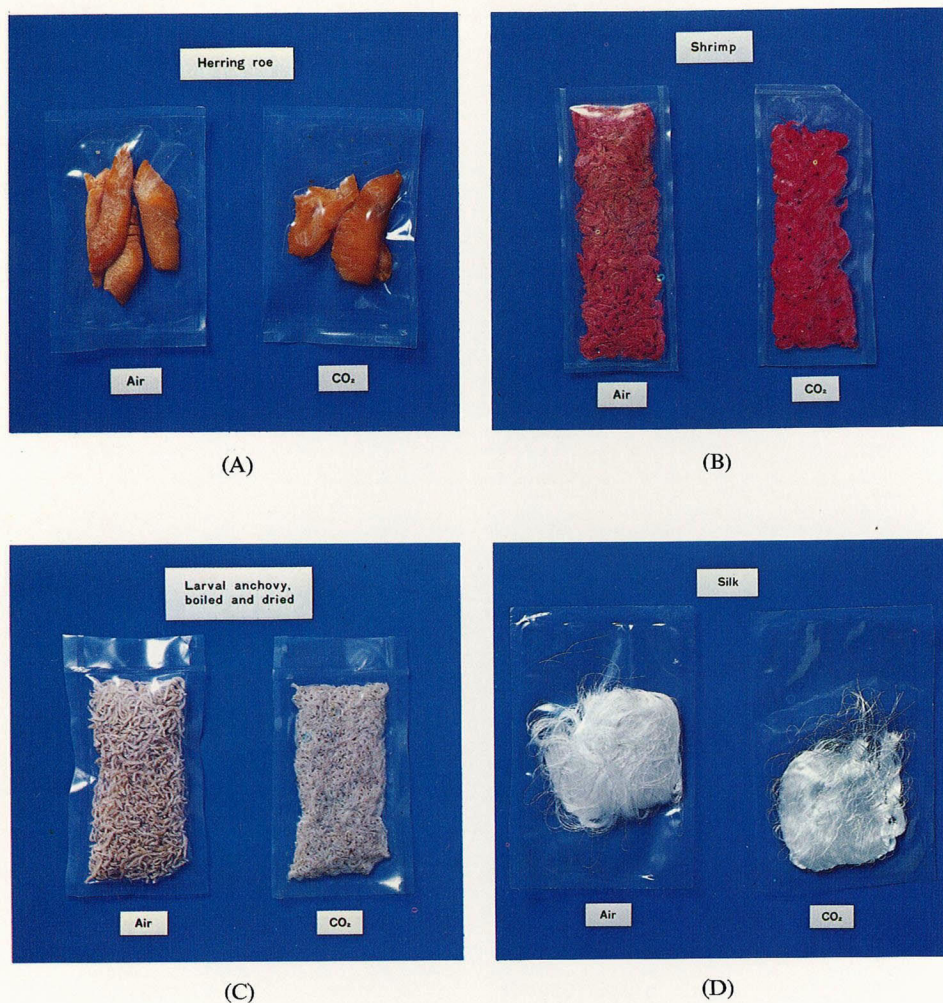 Herring roe
Air
CO₂
(A)
Shrimp
Air
CO₂
(B)
Larval anchovy,
boiled and dried
Air
CO₂
(C)
Silk
Air
CO₂
(D)